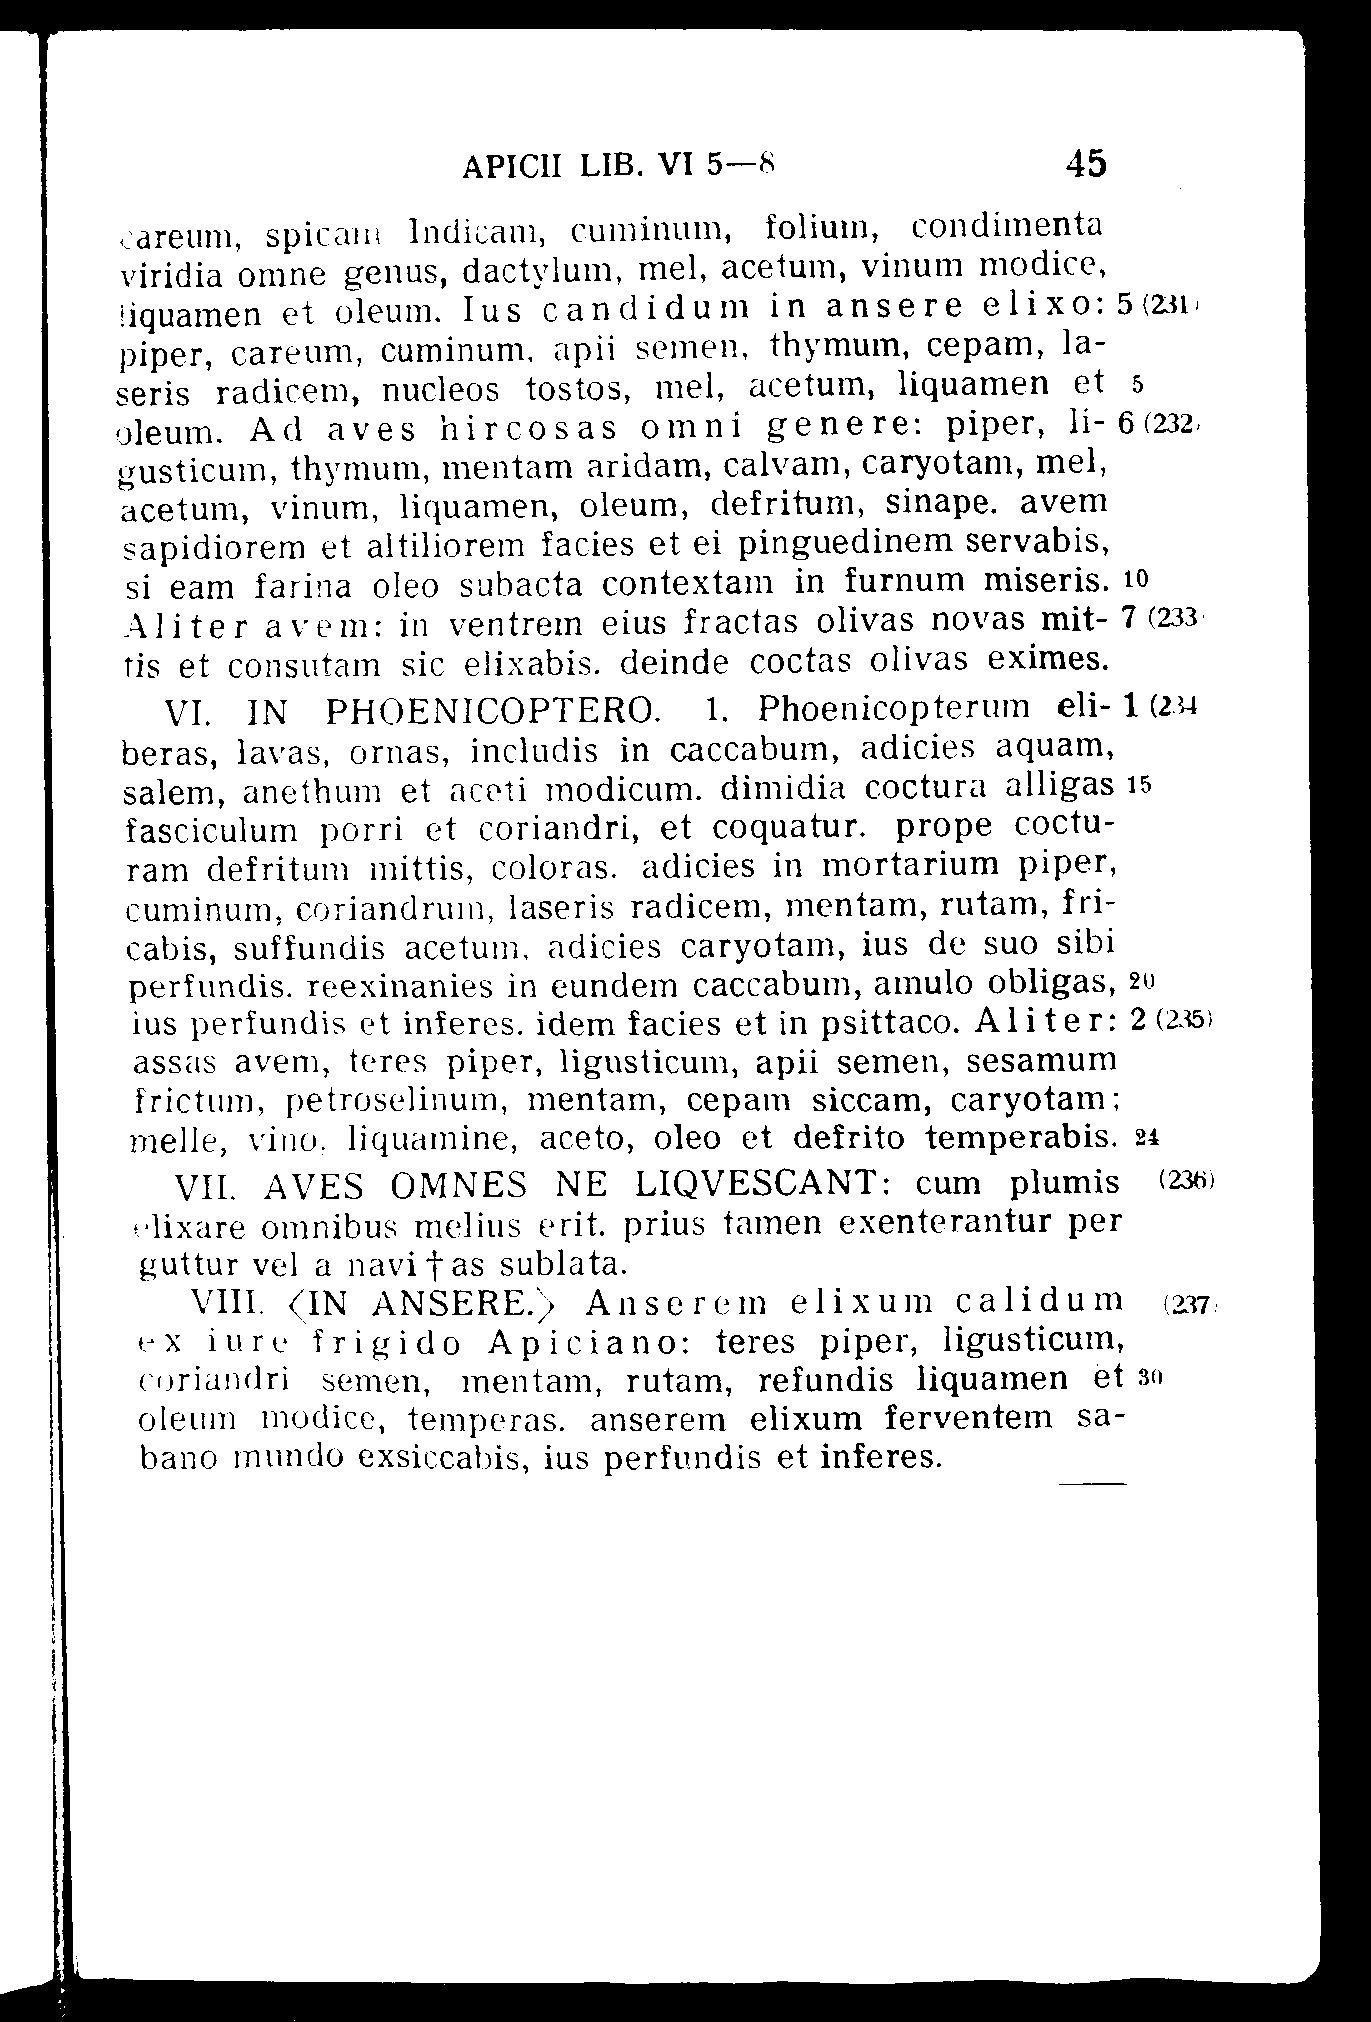 APICII LIB. VI 5—8 45
careum, spicam Indicam, cuminum, folium, condimenta
viridia omne genus, dactylum, mel, acetum, vinum modice,
liquamen et oleum. Ius candidum in ansere elixo: 5 (231)
piper, careum, cuminum, apii semen, thymum, cepam, la-
seris radicem, nucleos tostos, mel, acetum, liquamen et 5
oleum. Ad aves hircosas omni genere: piper, li- 6 (232)
gusticum, thymum, mentam aridam, calvam, caryotam, mel,
acetum, vinum, liquamen, oleum, defritum, sinape. avem
sapidiorem et altiliorem facies et ei pinguedinem servabis,
si eam farina oleo subacta contextam in furnum miseris. 10
Aliter avem: in ventrem eius fractas olivas novas mit- 7 (233)
tis et consutam sic elixabis. deinde coctas olivas eximes.
VI. IN PHOENICOPTERO. 1. Phoenicopterum eli- 1 (234
beras, lavas, ornas, includis in caccabum, adicies aquam,
salem, anethum et aceti modicum. dimidia coctura alligas 15
fasciculum porri et coriandri, et coquatur. prope coctu-
ram defritum mittis, coloras. adicies in mortarium piper,
cuminum, coriandrum, laseris radicem, mentam, rutam, fri-
cabis, suffundis acetum, adicies caryotam, ius de suo sibi
perfundis. reexinanies in eundem caccabum, amulo obligas, 20
ius perfundis et inferes. idem facies et in psittaco. Aliter: 2 (235)
assas avem, teres piper, ligusticum, apii semen, sesamum
frictum, petroselinum, mentam, cepam siccam, caryotam;
melle, vino, liquamine, aceto, oleo et defrito temperabis. 24
VII. AVES OMNES NE LIQVESCANT: cum plumis (236)
elixare omnibus melius erit. prius tamen exenterantur per
guttur vel a navi†as sublata.
VIII. ⟨IN ANSERE.⟩ Anserem elixum calidum (237)
ex iure frigido Apiciano: teres piper, ligusticum,
coriandri semen, mentam, rutam, refundis liquamen et 30
oleum modice, temperas. anserem elixum ferventem sa-
bano mundo exsiccabis, ius perfundis et inferes.